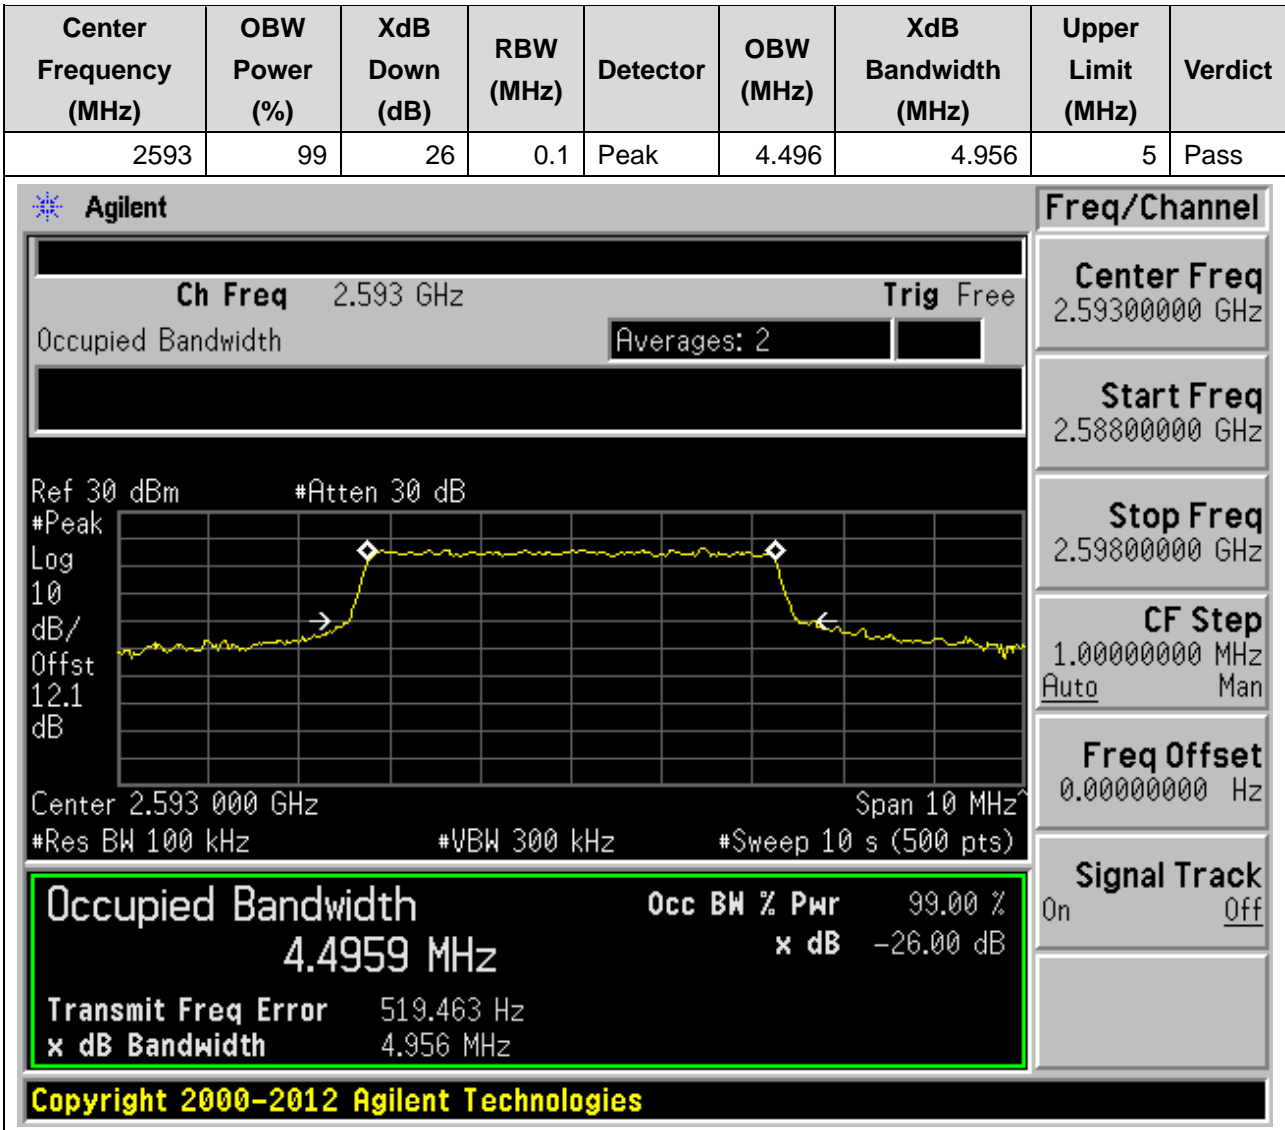 Center Frequency (MHz) OBW Power (%) XdB Down (dB) RBW (MHz) Detector OBW (MHz) XdB Bandwidth (MHz) Upper Limit (MHz) Verdict
2593 99 26 0.1 Peak 4.496 4.956 5 Pass
Agilent
Freq/Channel
Ch Freq 2.593 GHz Trig Free
Occupied Bandwidth Averages: 2
Center Freq
2.59300000 GHz
Start Freq
2.58800000 GHz
Stop Freq
2.59800000 GHz
CF Step
1.00000000 MHz
Auto Man
Freq Offset
0.00000000 Hz
Signal Track
On Off
Ref 30 dBm #Atten 30 dB
#Peak
Log
10
dB/
Offst
12.1
dB
Center 2.593 000 GHz Span 10 MHz^
#Res BW 100 kHz #VBW 300 kHz #Sweep 10 s (500 pts)
Occupied Bandwidth Occ BW % Pwr 99.00 %
4.4959 MHz x dB -26.00 dB
Transmit Freq Error 519.463 Hz
x dB Bandwidth 4.956 MHz
Copyright 2000-2012 Agilent Technologies